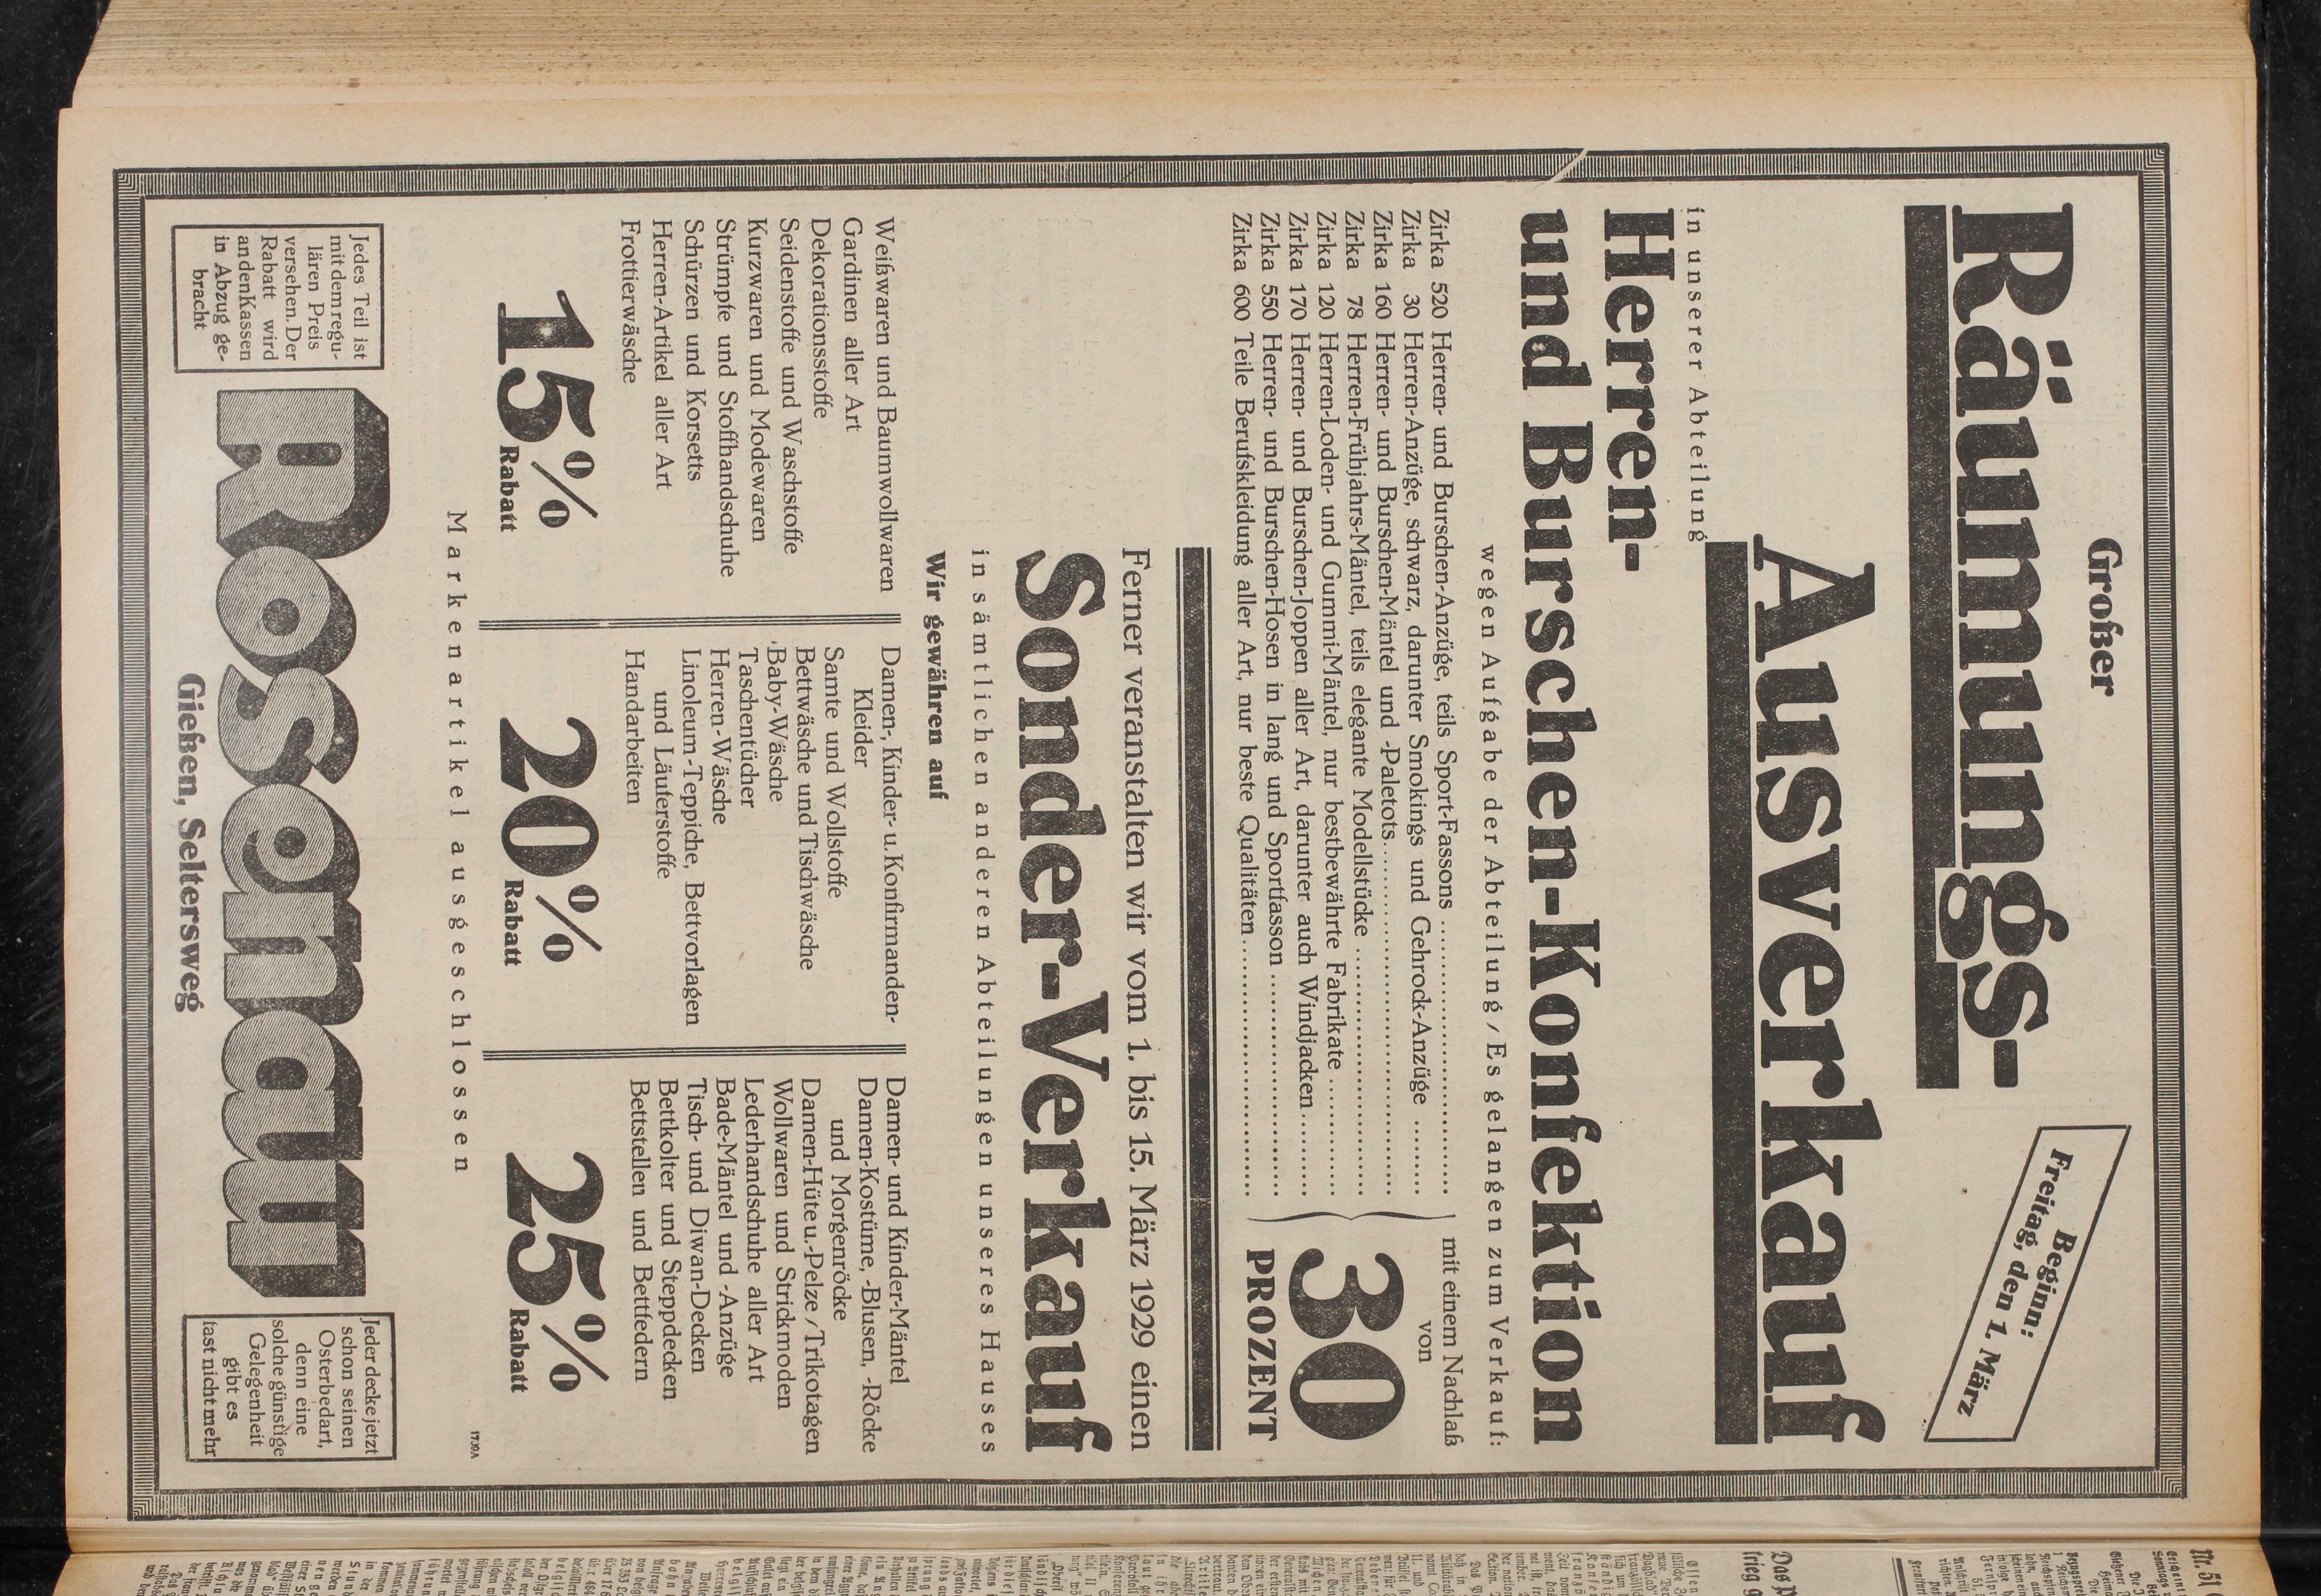 Großer
Räumungs-
Beginn:
Freitag, den 1. März
Ausverkauf
in unserer Abteilung
Herren-
und Burschen-Konfektion
wegen Aufgabe der Abteilung / Es gelangen zum Verkauf:
Zirka 520 Herren- und Burschen-Anzüge, teils Sport-Fassons
Zirka 30 Herren-Anzüge, schwarz, darunter Smokings und Gehrock-Anzüge
Zirka 160 Herren- und Burschen-Mäntel und -Paletots
Zirka 78 Herren-Frühjahrs-Mäntel, teils elegante Modellstücke
Zirka 120 Herren-Loden- und Gummi-Mäntel, nur bestbewährte Fabrikate
Zirka 170 Herren- und Burschen-Joppen aller Art, darunter auch Windjacken
Zirka 550 Herren- und Burschen-Hosen in lang und Sportfasson
Zirka 600 Teile Berufskleidung aller Art, nur beste Qualitäten
mit einem Nachlaß
von
30
PROZENT
Ferner veranstalten wir vom 1. bis 15. März 1929 einen
Sonder-Verkauf
in sämtlichen anderen Abteilungen unseres Hauses
Wir gewähren auf
Weißwaren und Baumwollwaren
Gardinen aller Art
Dekorationsstoffe
Seidenstoffe und Waschstoffe
Kurzwaren und Modewaren
Strümpfe und Stoffhandschuhe
Schürzen und Korsetts
Herren-Artikel aller Art
Frottierwäsche
15% Rabatt
Damen-, Kinder- u. Konfirmanden-
Kleider
Samte und Wollstoffe
Bettwäsche und Tischwäsche
Baby-Wäsche
Taschentücher
Herren-Wäsche
Linoleum-Teppiche, Bettvorlagen
und Läuferstoffe
Handarbeiten
20% Rabatt
Damen- und Kinder-Mäntel
Damen-Kostüme, -Blusen, -Röcke
und Morgenröcke
Damen-Hüte u.-Pelze / Trikotagen
Wollwaren und Strickmoden
Lederhandschuhe aller Art
Bade-Mäntel und -Anzüge
Tisch- und Diwan-Decken
Bettkolter und Steppdecken
Bettstellen und Bettfedern
25% Rabatt
Markenartikel ausgeschlossen
1739A
Jedes Teil ist
mit dem regu-
lären Preis
versehen. Der
Rabatt wird
an den Kassen
in Abzug ge-
bracht
Rosenau
Gießen, Seltersweg
Jeder decke jetzt
schon seinen
Osterbedarf,
denn eine
solche günstige
Gelegenheit
gibt es
fast nicht mehr
Nr. 51